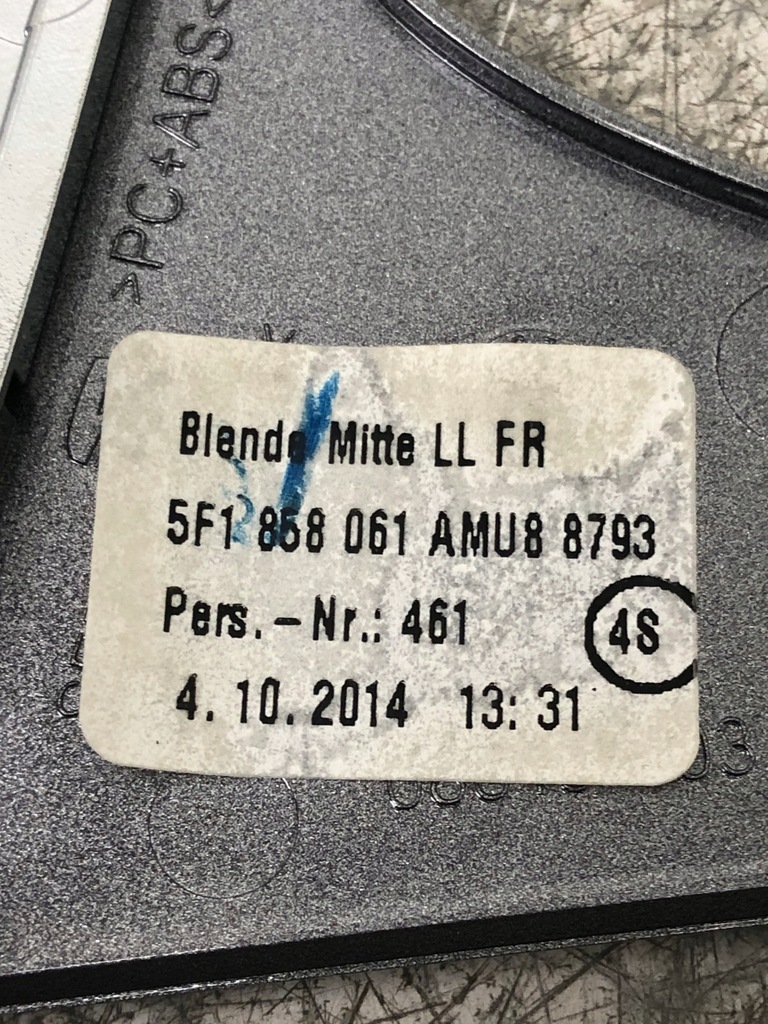 >PC+ABS<
Blende Mitte LL FR
5F1 858 061 AMU8 8793
Pers.-Nr.: 461
4S
4. 10. 2014 13: 31